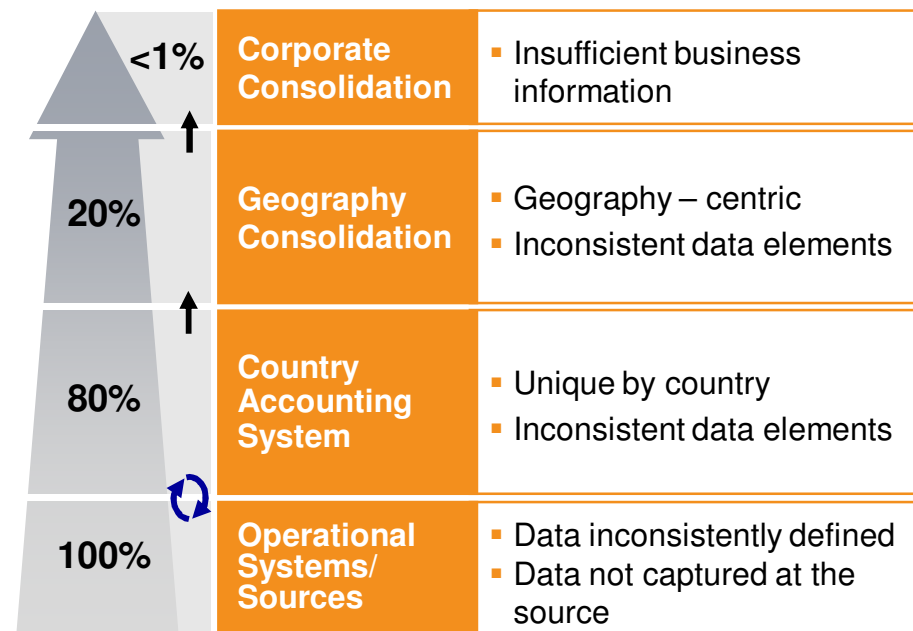 <1%
Corporate
Consolidation
▪ Insufficient business
information
20%
Geography
Consolidation
▪ Geography – centric
▪ Inconsistent data elements
80%
Country
Accounting
System
▪ Unique by country
▪ Inconsistent data elements
100%
Operational
Systems/
Sources
▪ Data inconsistently defined
▪ Data not captured at the
source